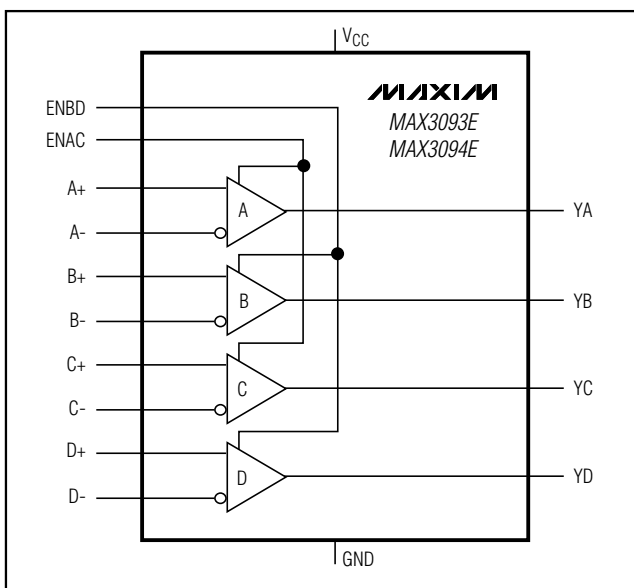 VCC
MAXIM
MAX3093E
MAX3094E
ENBD
ENAC
A+
A-
A
YA
B+
B-
B
YB
C+
C-
C
YC
D+
D-
D
YD
GND